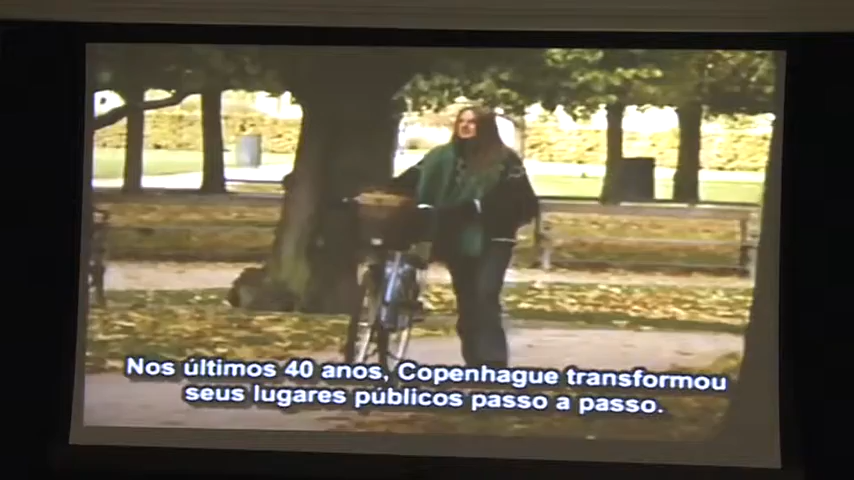 Nos últimos 40 anos, Copenhague transformou
seus lugares públicos passo a passo.